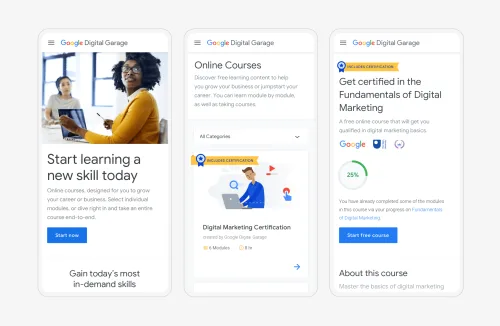 Google Digital Garage
Start learning a
new skill today
Online courses, designed for you to grow
your career or business. Select individual
modules, or dive right in and take an entire
course end-to-end.
Start now
Gain today's most
in-demand skills
Google Digital Garage
Online Courses
Discover free learning content to help
you grow your business or jumpstart your
career. You can learn module by module,
as well as taking courses.
All Categories
INCLUDES CERTIFICATION
Digital Marketing Certification
created by Google Digital Garage
6 Modules
Google Digital Garage
INCLUDES CERTIFICATION
Get certified in the
Fundamentals of Digital
Marketing
A free online course that will get you
qualified in digital marketing basics.
Google
25%
You have already completed some of the modules
in this course via your progress on Fundamentals
of Digital Marketing.
Start free course
About this course
Master the basics of digital marketing